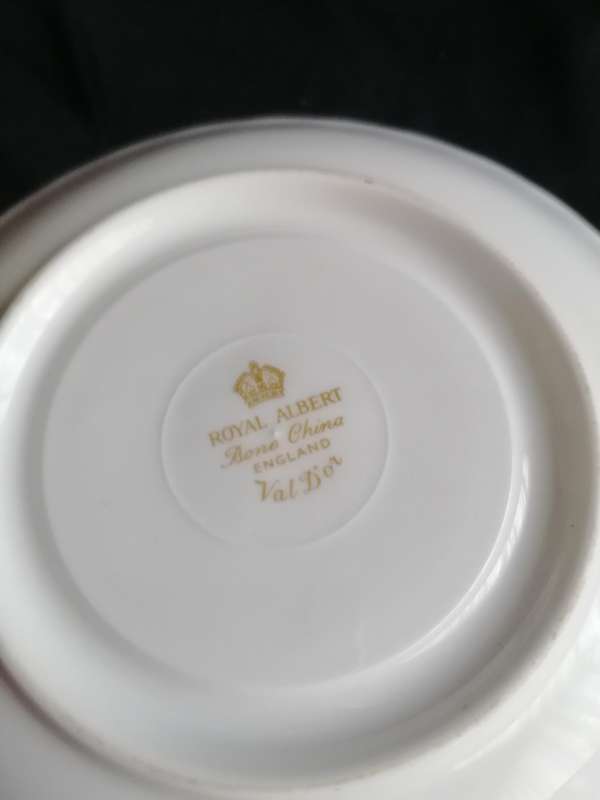 ROYAL ALBERT
Bone China
ENGLAND
Val D'or